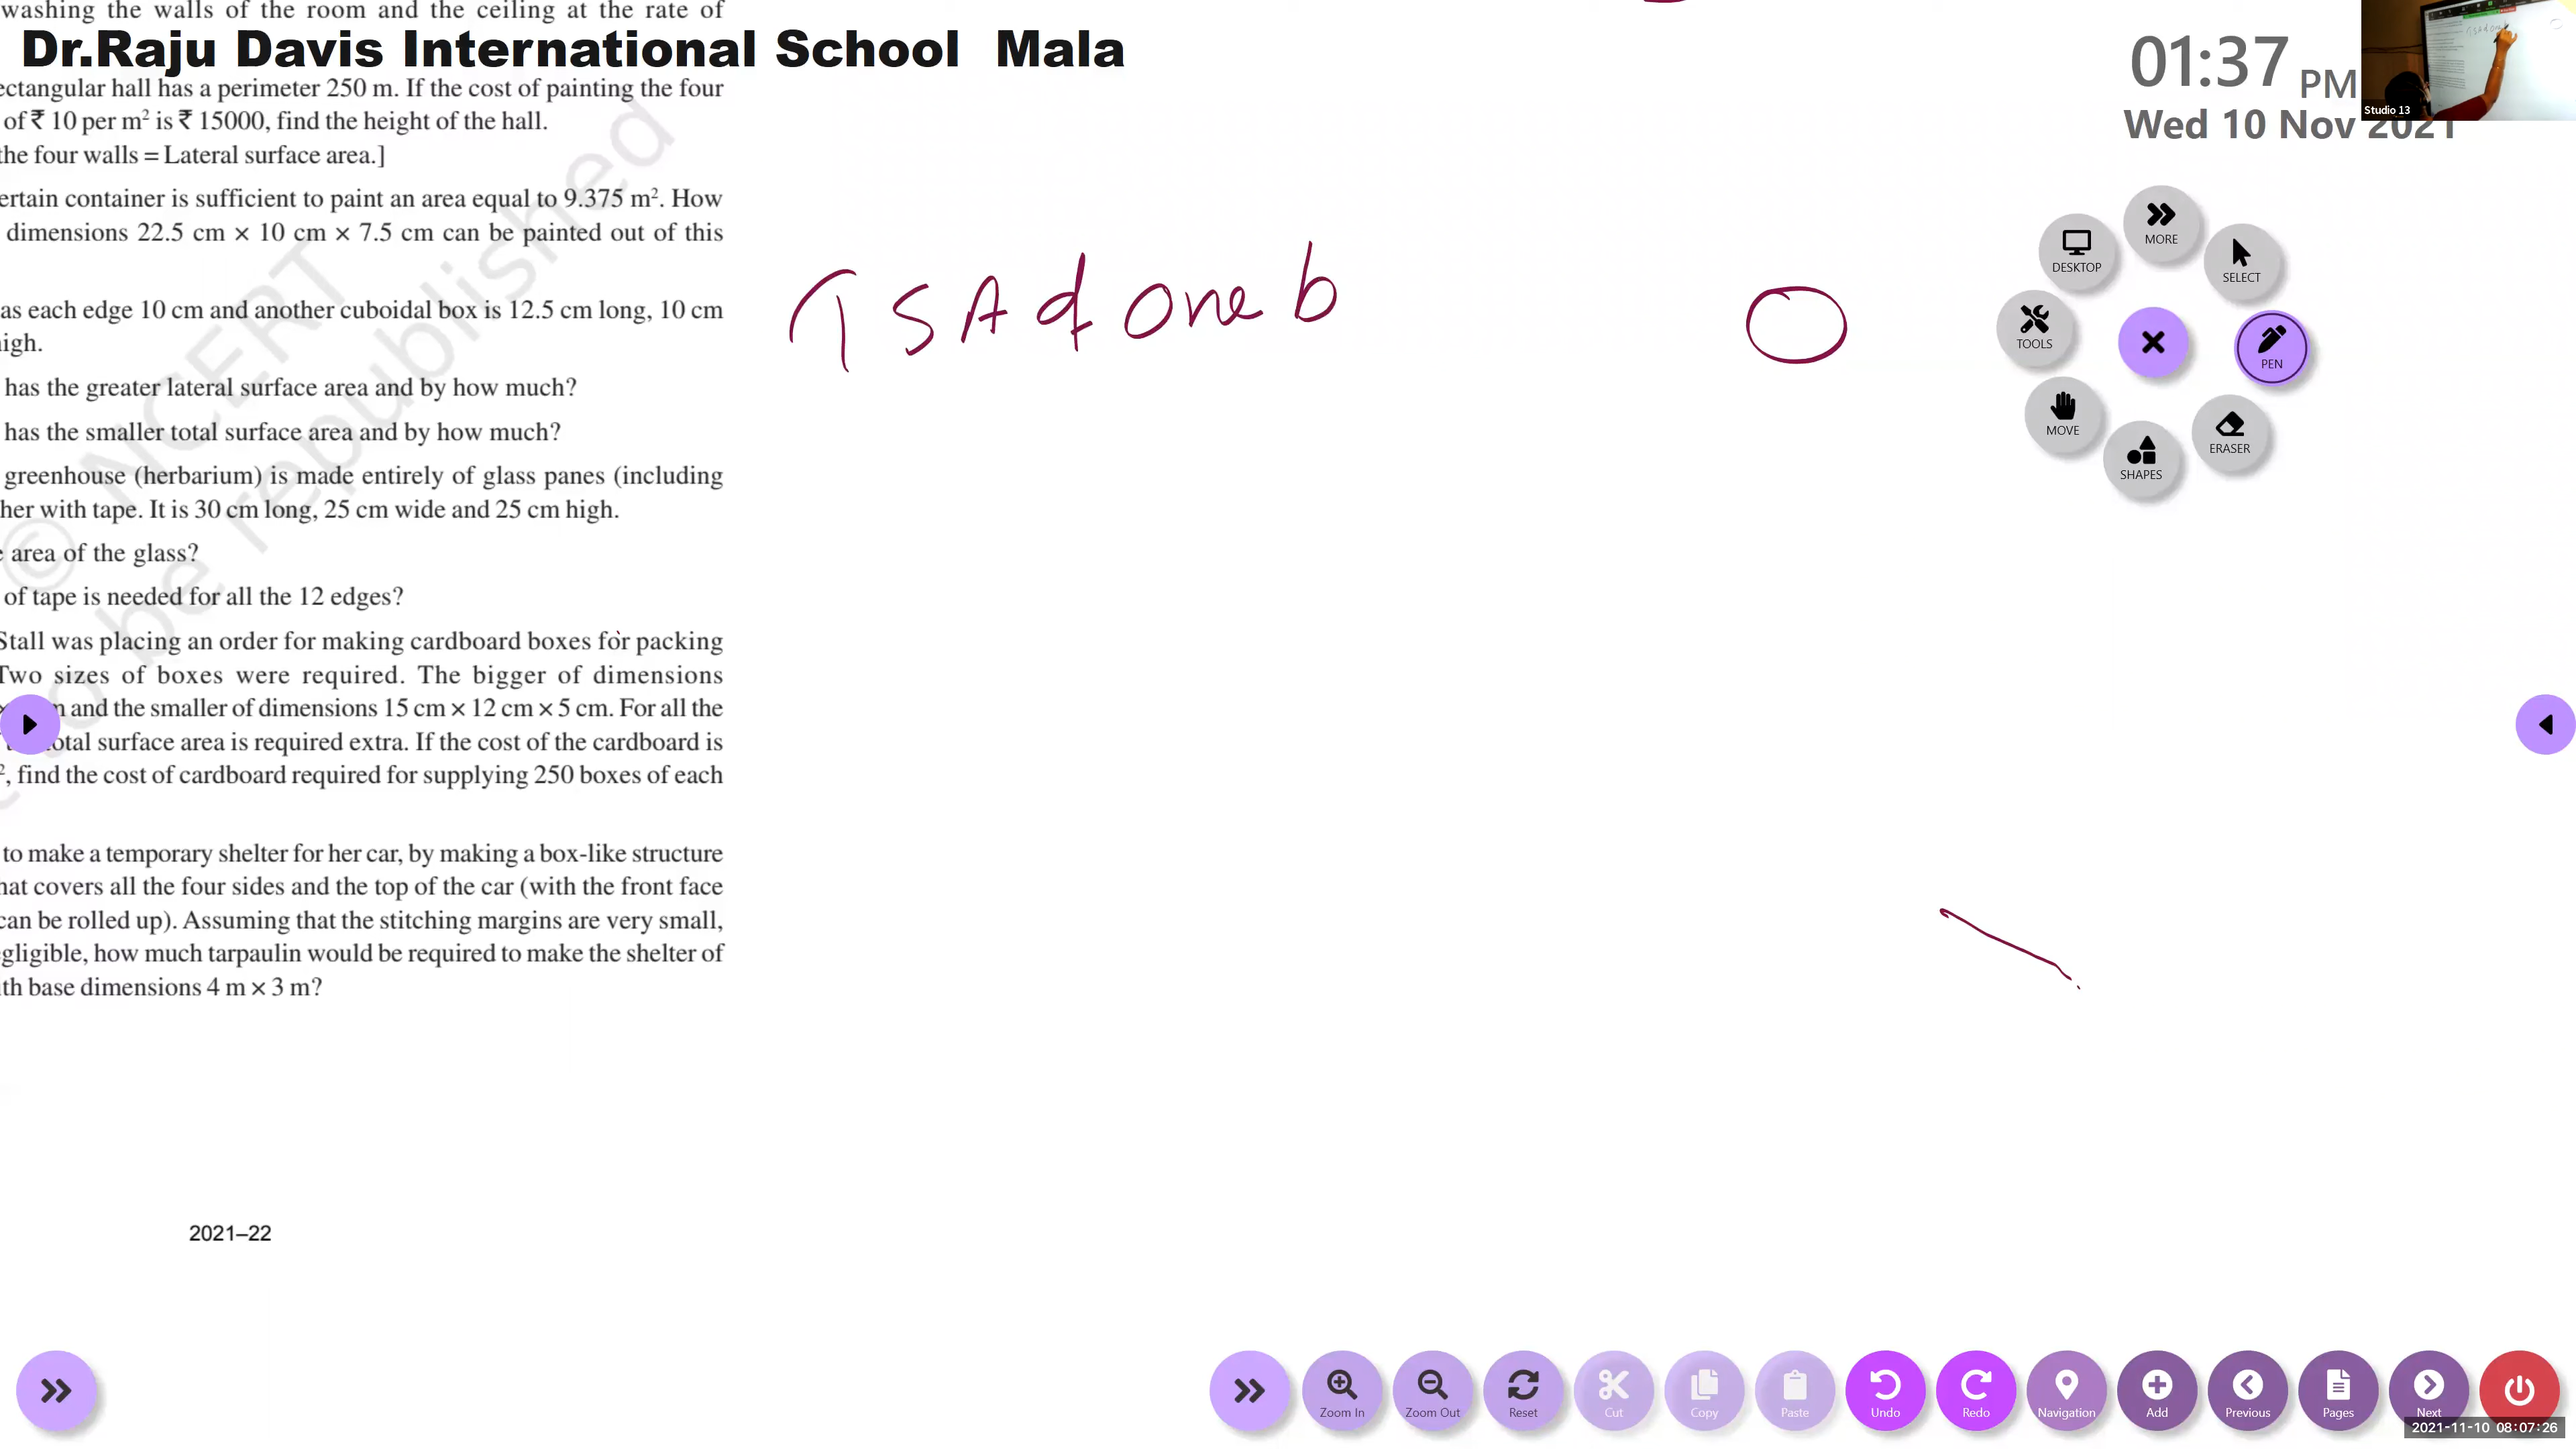 washing the walls of the room and the ceiling at the rate of
Dr.Raju Davis International School Mala
ectangular hall has a perimeter 250 m. If the cost of painting the four
of ₹ 10 per m² is ₹ 15000, find the height of the hall.
the four walls = Lateral surface area.]
ertain container is sufficient to paint an area equal to 9.375 m². How
dimensions 22.5 cm × 10 cm × 7.5 cm can be painted out of this
as each edge 10 cm and another cuboidal box is 12.5 cm long, 10 cm
igh.
has the greater lateral surface area and by how much?
has the smaller total surface area and by how much?
greenhouse (herbarium) is made entirely of glass panes (including
her with tape. It is 30 cm long, 25 cm wide and 25 cm high.
e area of the glass?
of tape is needed for all the 12 edges?
Stall was placing an order for making cardboard boxes for packing
Two sizes of boxes were required. The bigger of dimensions
and the smaller of dimensions 15 cm × 12 cm × 5 cm. For all the
otal surface area is required extra. If the cost of the cardboard is
², find the cost of cardboard required for supplying 250 boxes of each
to make a temporary shelter for her car, by making a box-like structure
hat covers all the four sides and the top of the car (with the front face
can be rolled up). Assuming that the stitching margins are very small,
egligible, how much tarpaulin would be required to make the shelter of
ith base dimensions 4 m × 3 m?
2021–22
© NCERT
be republished
TSA of one b
01:37 PM
Wed 10 Nov 2021
Studio 13
MORE
DESKTOP
SELECT
TOOLS
PEN
MOVE
ERASER
SHAPES
Zoom In
Zoom Out
Reset
Cut
Copy
Paste
Undo
Redo
Navigation
Add
Previous
Pages
Next
2021-11-10 08:07:26